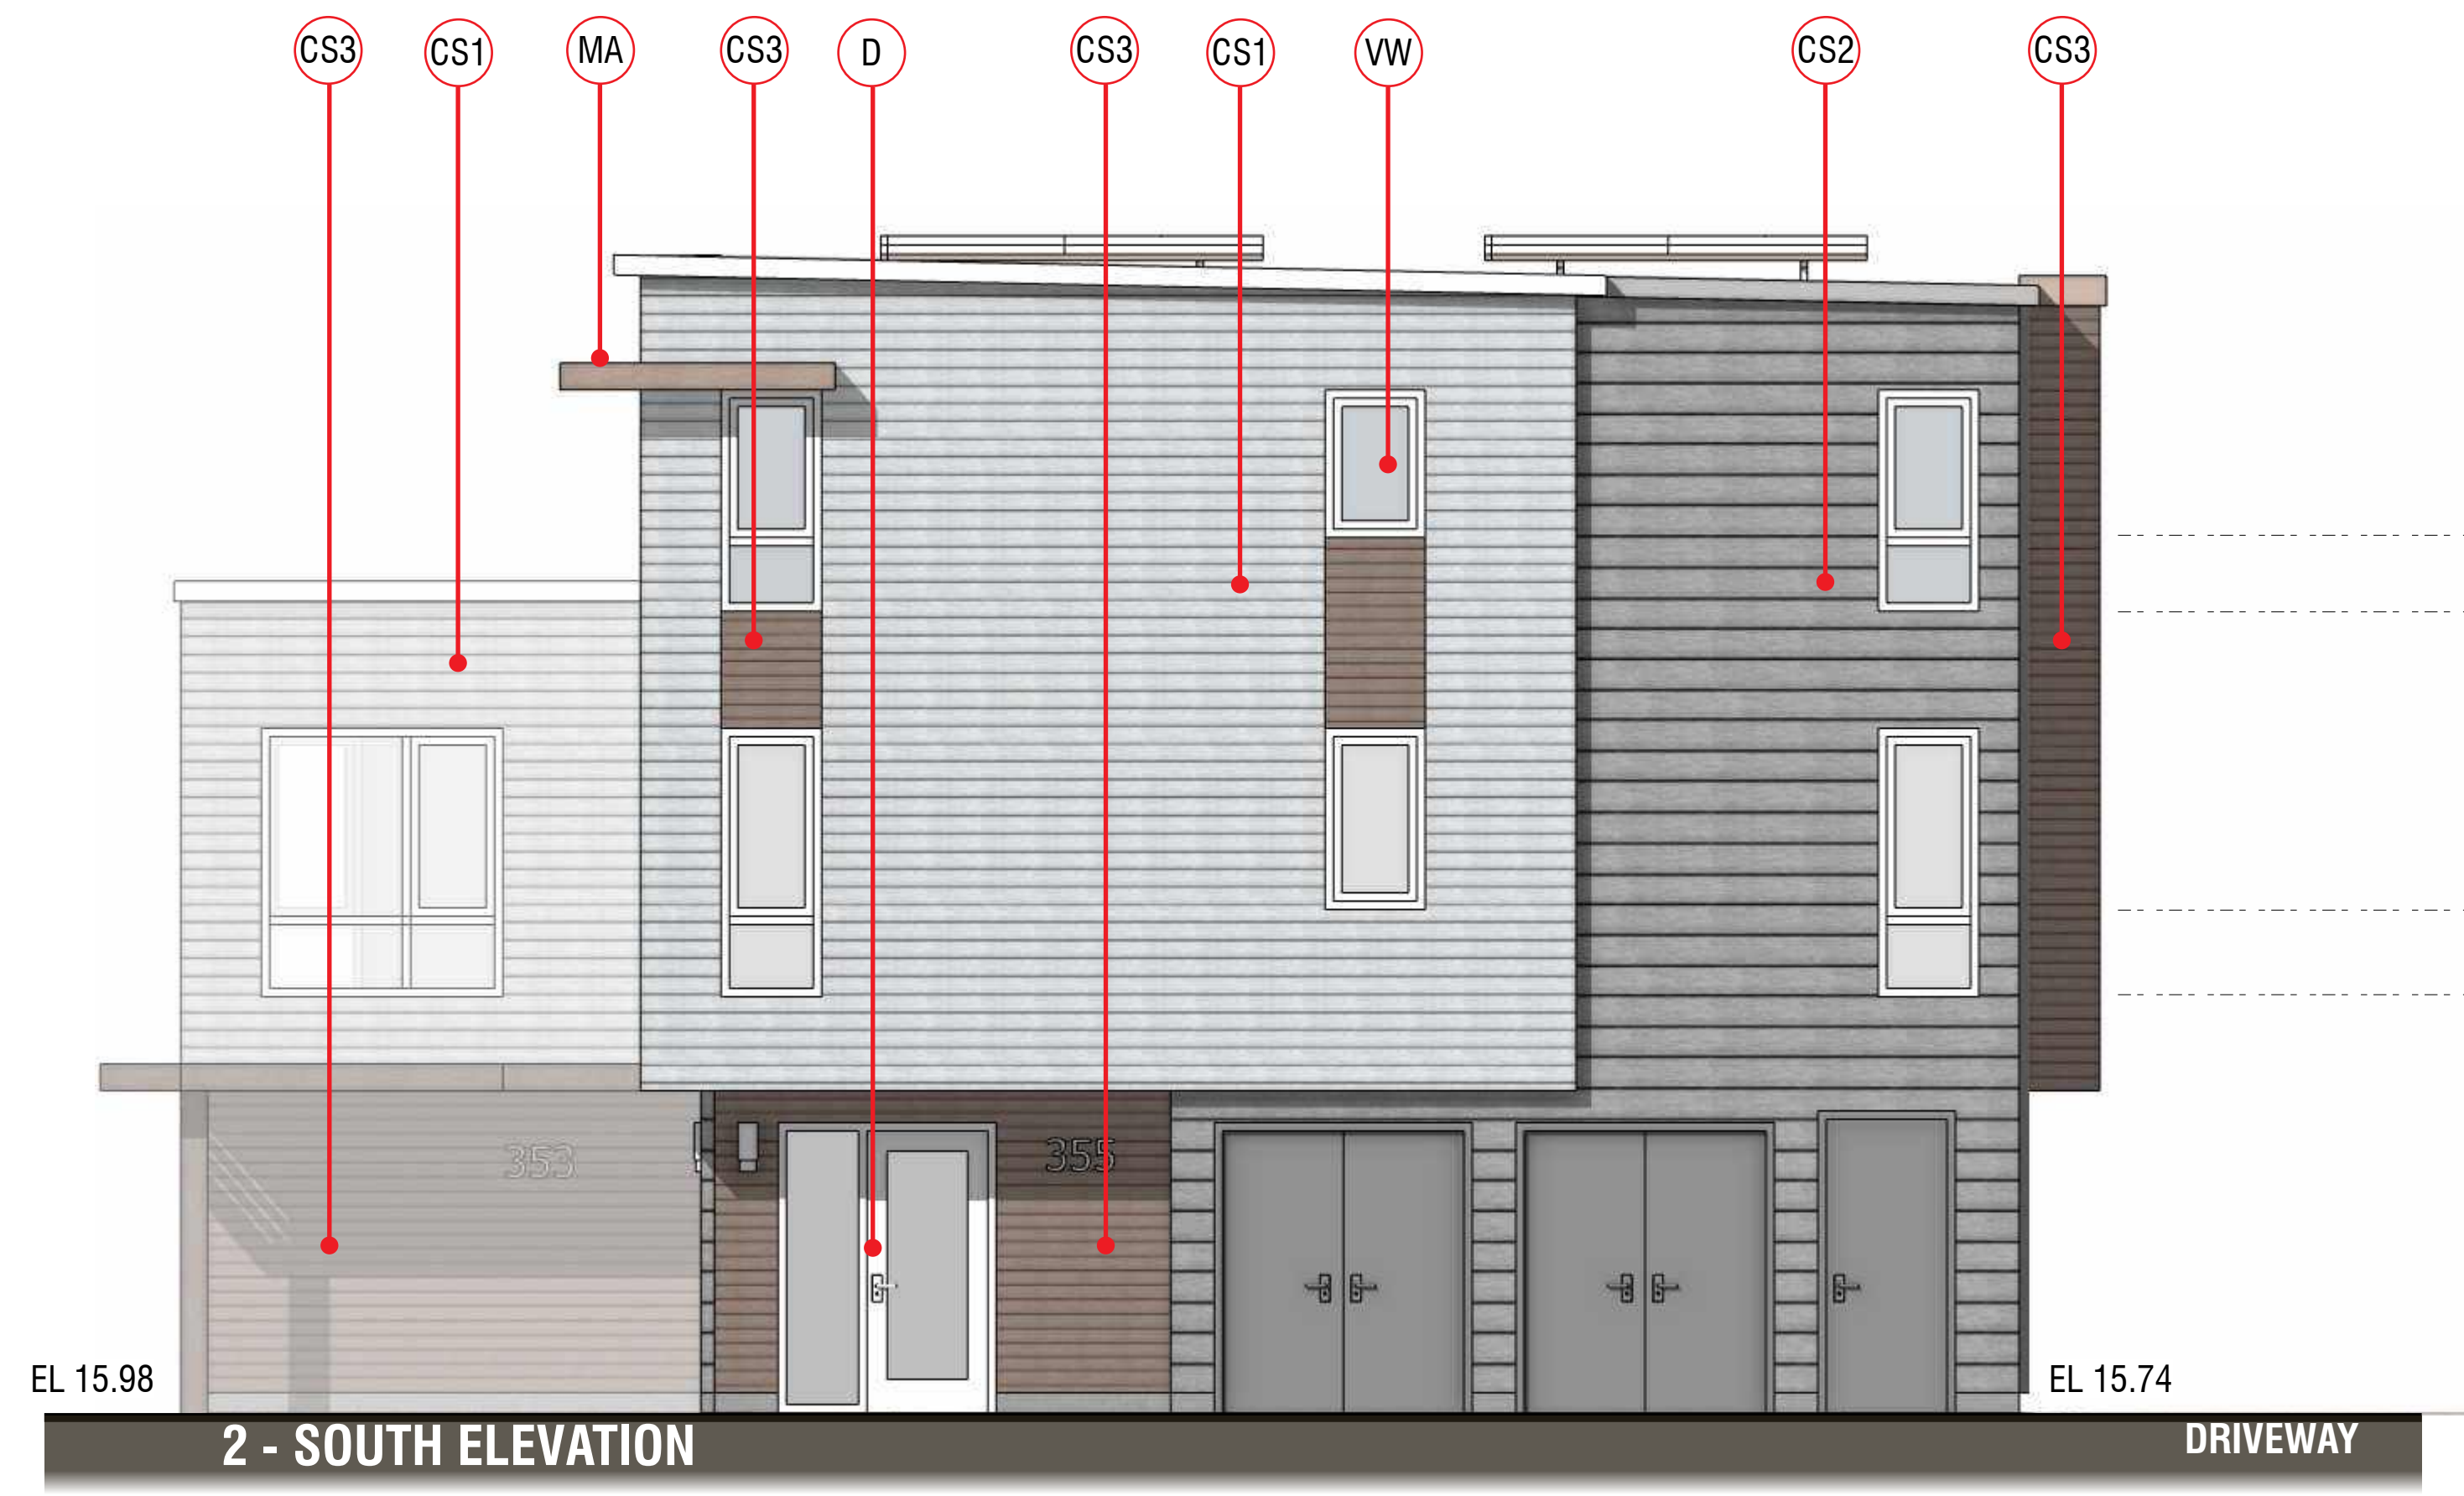 CS3 CS1 MA CS3 D CS3 CS1 VW CS2 CS3
353 355
EL 15.98 EL 15.74
2 - SOUTH ELEVATION DRIVEWAY